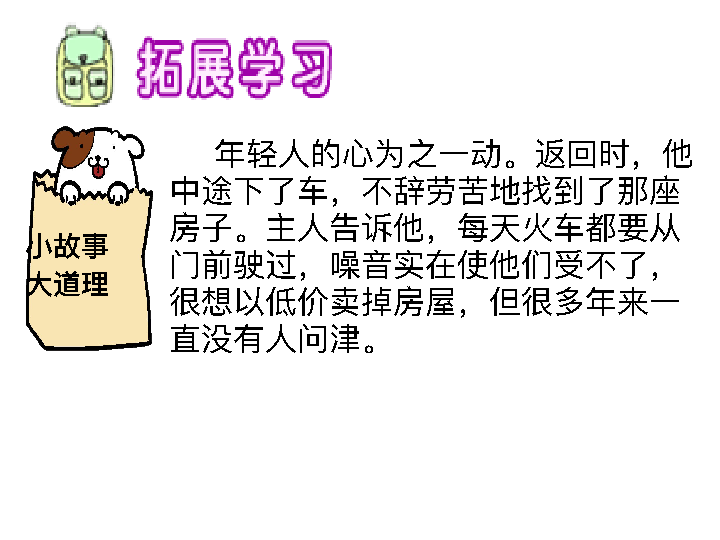 拓展学习
小故事
大道理
年轻人的心为之一动。返回时，他
中途下了车，不辞劳苦地找到了那座
房子。主人告诉他，每天火车都要从
门前驶过，噪音实在使他们受不了，
很想以低价卖掉房屋，但很多年来一
直没有人问津。